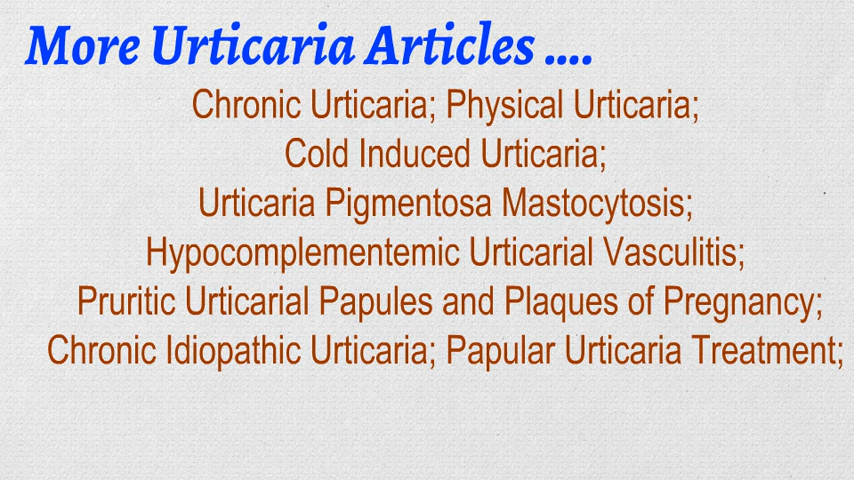 More Urticaria Articles ....
Chronic Urticaria; Physical Urticaria;
Cold Induced Urticaria;
Urticaria Pigmentosa Mastocytosis;
Hypocomplementemic Urticarial Vasculitis;
Pruritic Urticarial Papules and Plaques of Pregnancy;
Chronic Idiopathic Urticaria; Papular Urticaria Treatment;